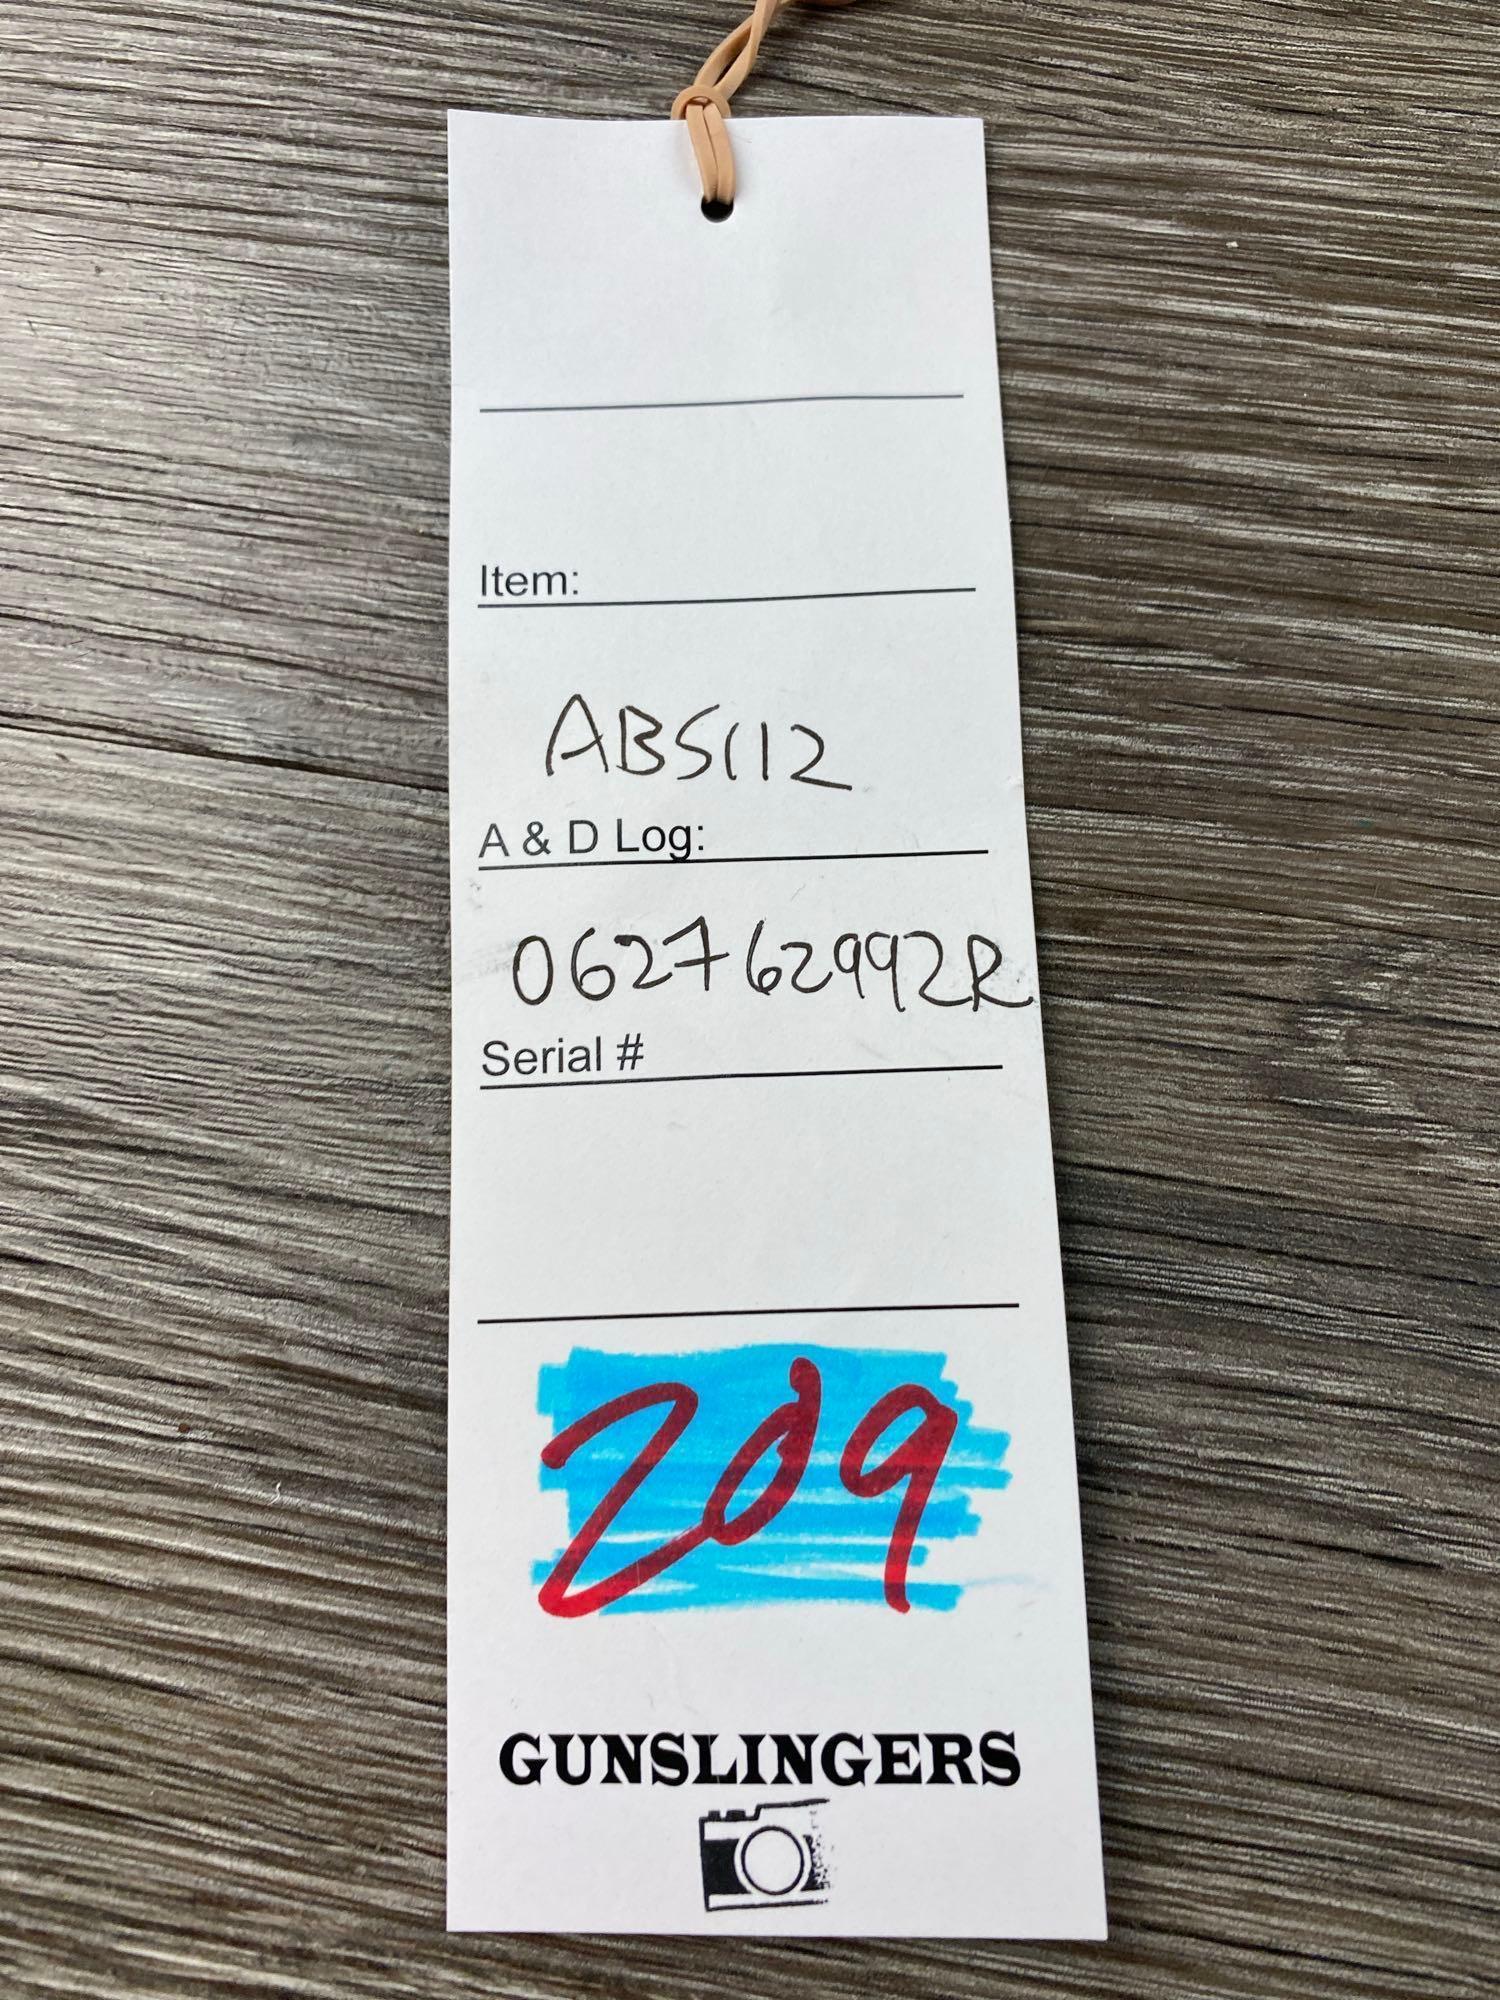 Item:
ABS112
A & D Log:
062762992R
Serial #
209
GUNSLINGERS